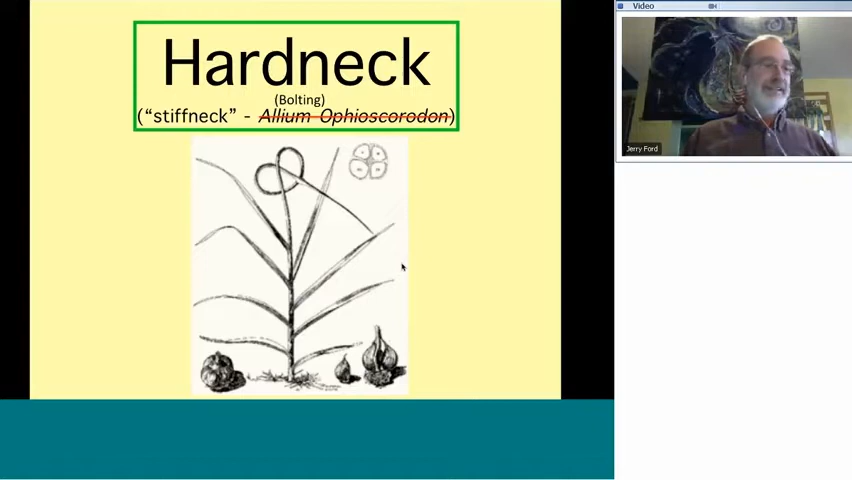 Hardneck
(Bolting)
("stiffneck" - Allium Ophioscorodon)
Video
Jerry Ford